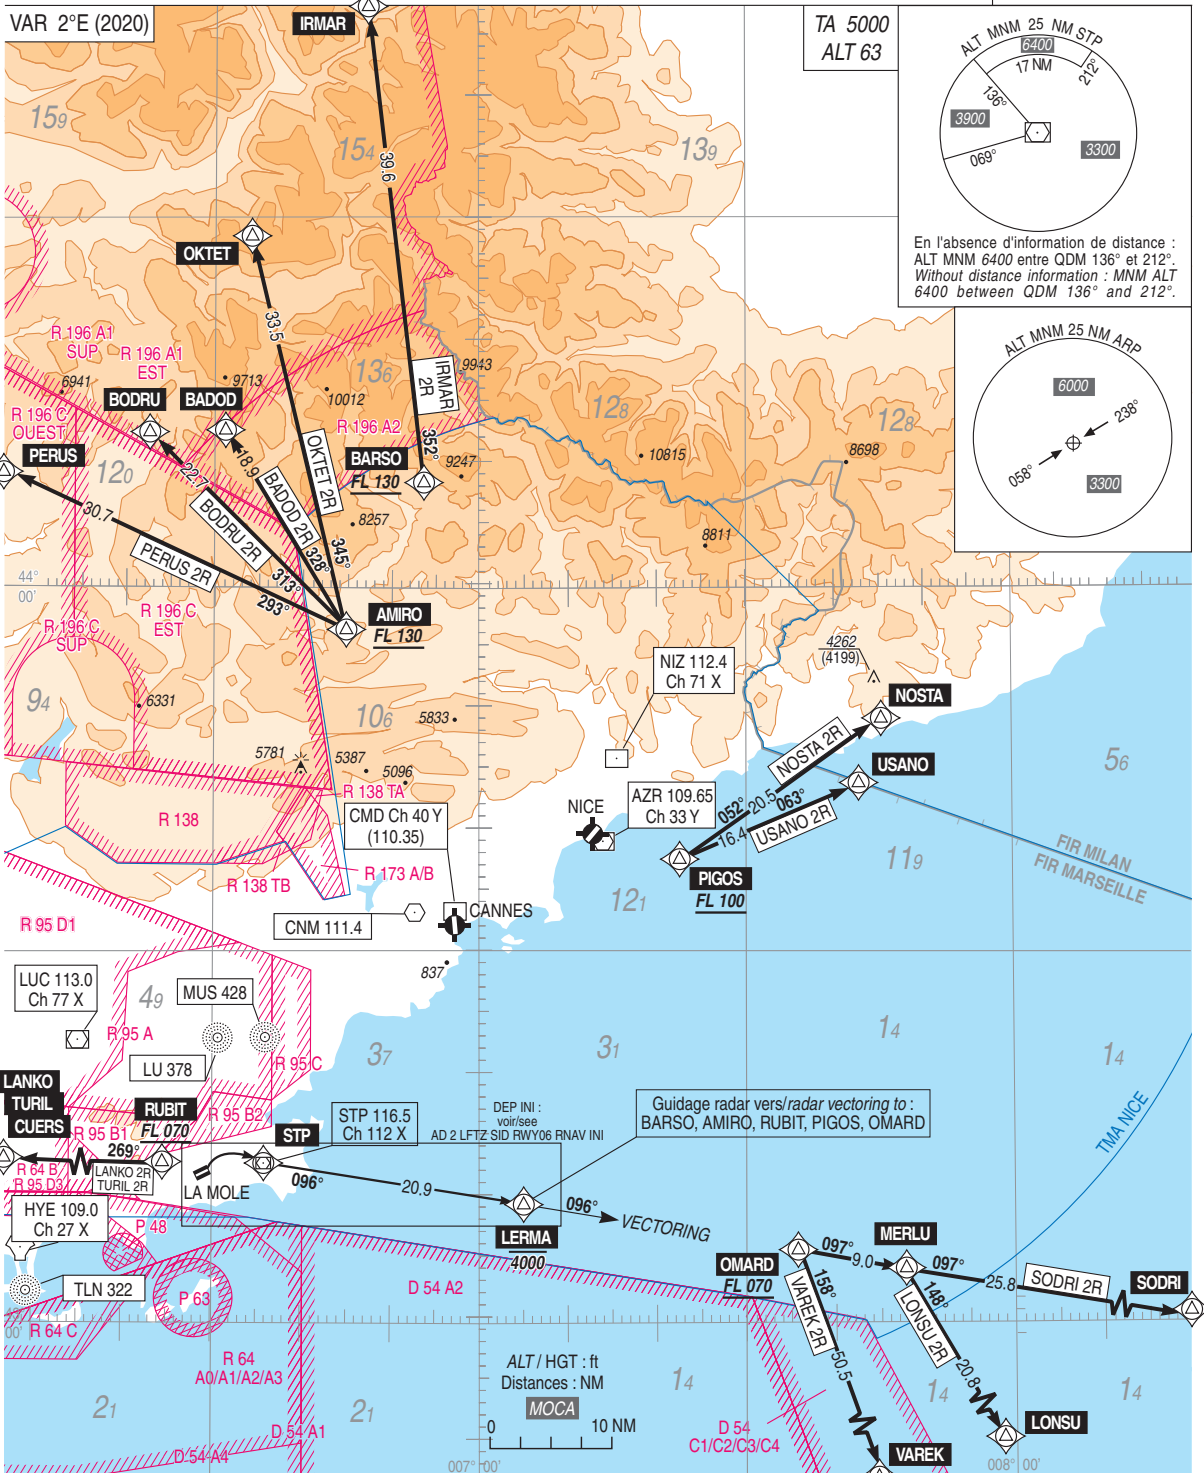 VAR 2°E (2020)
IRMAR
TA 5000
ALT 63
ALT MNM 25 NM STP
6400
17 NM
212°
136°
3900
069°
3300
En l'absence d'information de distance :
ALT MNM 6400 entre QDM 136° et 212°.
Without distance information : MNM ALT
6400 between QDM 136° and 212°.
ALT MNM 25 NM ARP
6000
238°
058°
3300
159
154
139
39.6
OKTET
33.5
R 196 A1
SUP
R 196 A1
EST
136
9943
IRMAR
2R
6941
9713
10012
BODRU
BADOD
R 196 C
OUEST
R 196 A2
128
128
PERUS
BARSO
FL 130
352°
9247
10815
8698
120
22.7
18.9
OKTET 2R
BADOD 2R
BODRU 2R
30.7
8257
8811
PERUS 2R
345°
328°
313°
293°
44°
00'
R 196 C
EST
AMIRO
FL 130
R 196 C
SUP
4262
(4199)
NIZ 112.4
Ch 71 X
94
6331
106
5833
NOSTA
NOSTA 2R
5781
5387
5096
USANO
56
R 138 TA
AZR 109.65
Ch 33 Y
052°
20.5
063°
R 138
CMD Ch 40 Y
(110.35)
NICE
16.4
USANO 2R
FIR MILAN
FIR MARSEILLE
119
R 138 TB
R 173 A/B
PIGOS
FL 100
121
CANNES
CNM 111.4
R 95 D1
837
LUC 113.0
Ch 77 X
49
MUS 428
R 95 A
LU 378
R 95 C
37
31
14
14
TMA NICE
LANKO
TURIL
CUERS
RUBIT
FL 070
R 95 B2
R 95 B1
STP 116.5
Ch 112 X
DEP INI :
voir/see
AD 2 LFTZ SID RWY06 RNAV INI
Guidage radar vers/radar vectoring to :
BARSO, AMIRO, RUBIT, PIGOS, OMARD
STP
269°
LANKO 2R
TURIL 2R
R 64 B
R 95 D3
LA MOLE
096°
20.9
096°
VECTORING
HYE 109.0
Ch 27 X
P 48
LERMA
4000
MERLU
OMARD
FL 070
097°
9.0
097°
25.8
SODRI 2R
SODRI
TLN 322
P 63
D 54 A2
158°
148°
VAREK 2R
LONSU 2R
00'
R 64 C
R 64
A0/A1/A2/A3
ALT / HGT : ft
Distances : NM
MOCA
0
10 NM
50.5
20.8
21
21
14
14
14
D 54 A1
D 54 A4
D 54
C1/C2/C3/C4
LONSU
VAREK
007° 00'
008° 00'